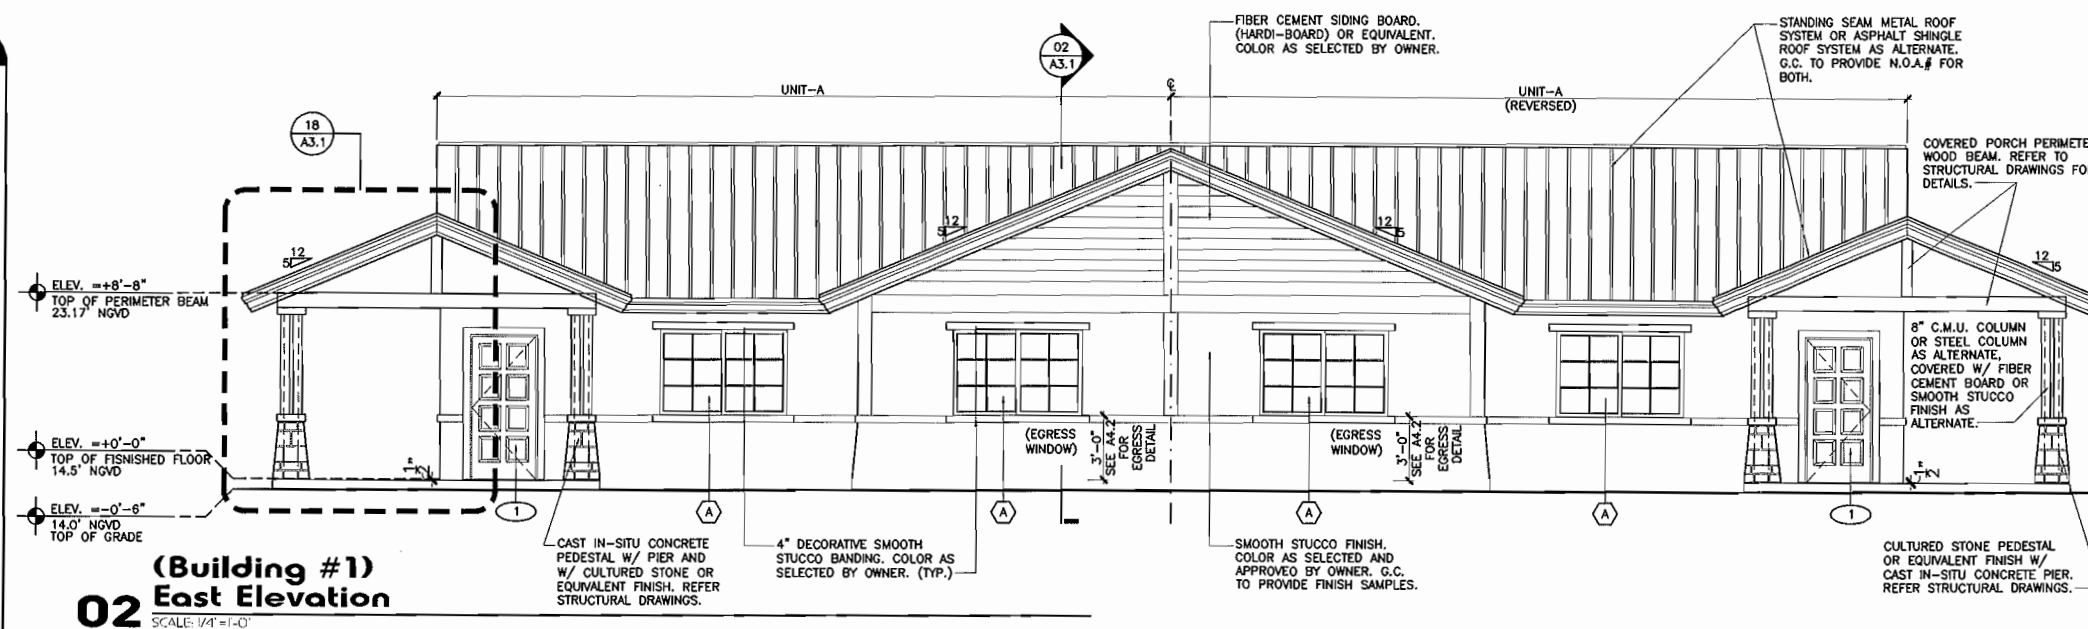 FIBER CEMENT SIDING BOARD.
(HARDI-BOARD) OR EQUIVALENT.
COLOR AS SELECTED BY OWNER.
STANDING SEAM METAL ROOF
SYSTEM OR ASPHALT SHINGLE
ROOF SYSTEM AS ALTERNATE.
G.C. TO PROVIDE N.O.A.# FOR
BOTH.
02
A3.1
UNIT-A
UNIT-A
(REVERSED)
18
A3.1
COVERED PORCH PERIMETE
WOOD BEAM. REFER TO
STRUCTURAL DRAWINGS FO
DETAILS.
12
5
12
5
12
5
12
5
ELEV. =+8'-8"
TOP OF PERIMETER BEAM
23.17' NGVD
8" C.M.U. COLUMN
OR STEEL COLUMN
AS ALTERNATE,
COVERED W/ FIBER
CEMENT BOARD OR
SMOOTH STUCCO
FINISH AS
ALTERNATE.
ELEV. =+0'-0"
TOP OF FISNISHED FLOOR
14.5' NGVD
(EGRESS
WINDOW)
3'-0"
SEE A4.2
FOR
EGRESS
DETAIL
(EGRESS
WINDOW)
3'-0"
SEE A4.2
FOR
EGRESS
DETAIL
ELEV. =-0'-6"
14.0' NGVD
TOP OF GRADE
1
A
A
A
A
1
CAST IN-SITU CONCRETE
PEDESTAL W/ PIER AND
W/ CULTURED STONE OR
EQUIVALENT FINISH. REFER
STRUCTURAL DRAWINGS.
4" DECORATIVE SMOOTH
STUCCO BANDING. COLOR AS
SELECTED BY OWNER. (TYP.)
SMOOTH STUCCO FINISH.
COLOR AS SELECTED AND
APPROVED BY OWNER. G.C.
TO PROVIDE FINISH SAMPLES.
CULTURED STONE PEDESTAL
OR EQUIVALENT FINISH W/
CAST IN-SITU CONCRETE PIER.
REFER STRUCTURAL DRAWINGS.
(Building #1)
02 East Elevation
SCALE: 1/4"=1'-0"